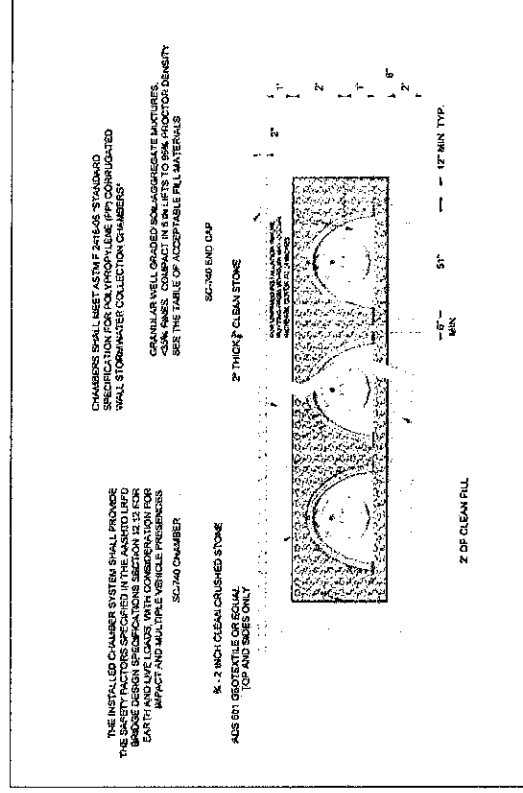 THE INSTALLED CHAMBER SYSTEM SHALL PROVIDE
THE SAFETY FACTORS SPECIFIED IN THE AASHTO LRFD
BRIDGE DESIGN SPECIFICATIONS SECTION 12.12 FOR
EARTH AND LIVE LOADS, WITH CONSIDERATION FOR
IMPACT AND MULTIPLE VEHICLE PRESENCES
SC-740 CHAMBER
¾ - 2 INCH CLEAN CRUSHED STONE
ADS 601 GEOTEXTILE OR EQUAL
TOP AND SIDES ONLY
CHAMBERS SHALL MEET ASTM F 2418-05 "STANDARD
SPECIFICATION FOR POLYPROPYLENE (PP) CORRUGATED
WALL STORMWATER COLLECTION CHAMBERS"
GRANULAR WELL GRADED SOIL/AGGREGATE MIXTURES,
<35% FINES. COMPACT IN 6 IN LIFTS TO 95% PROCTOR DENSITY
SEE THE TABLE OF ACCEPTABLE FILL MATERIALS
SC-740 END CAP
2" THICK CLEAN STONE
2"
1'
2'
1'
6"
2'
2' OF CLEAN FILL
6"
MIN
51"
12" MIN. TYP.